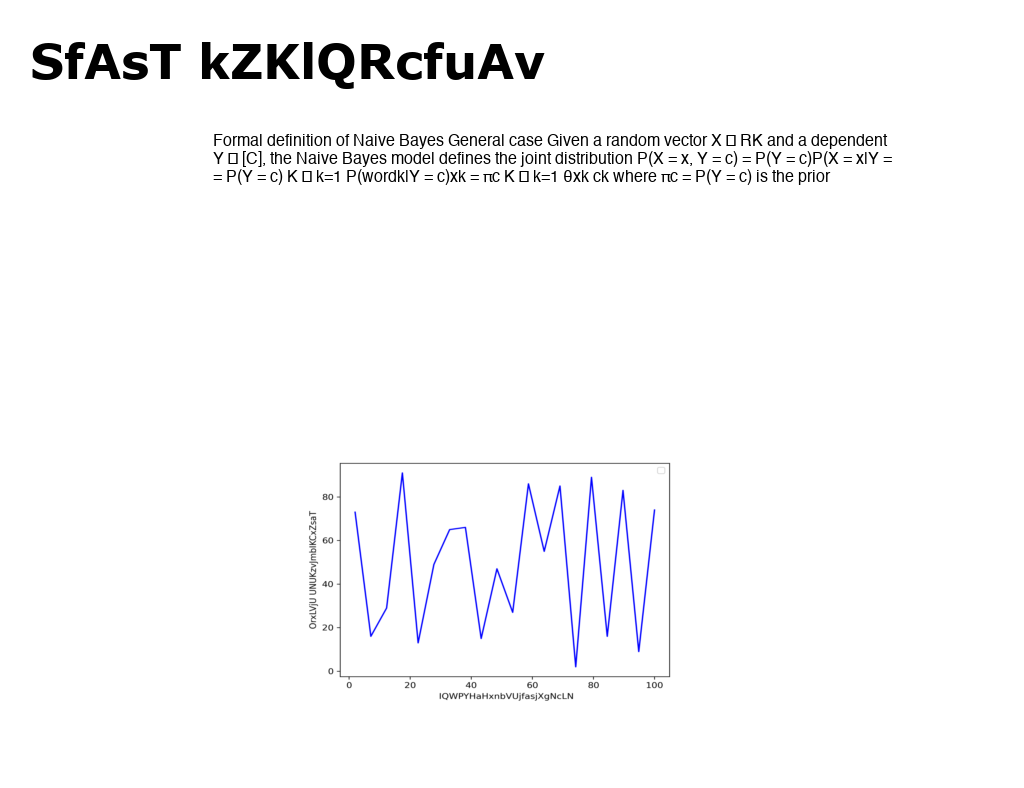 SfAsT kZKlQRcfuAv
Formal definition of Naive Bayes General case Given a random vector X □ RK and a dependent
Y □ [C], the Naive Bayes model defines the joint distribution P(X = x, Y = c) = P(Y = c)P(X = x|Y =
= P(Y = c) K □ k=1 P(wordk|Y = c)xk = πc K □ k=1 θxk ck where πc = P(Y = c) is the prior
80
60
40
20
0
OrxLVjU UNUKzvJmblKCxZsaT
0 20 40 60 80 100
IQWPYHaHxnbVUjfasjXgNcLN